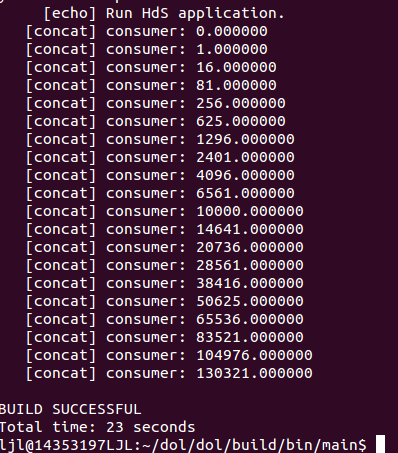 [echo] Run HdS application.
[concat] consumer: 0.000000
[concat] consumer: 1.000000
[concat] consumer: 16.000000
[concat] consumer: 81.000000
[concat] consumer: 256.000000
[concat] consumer: 625.000000
[concat] consumer: 1296.000000
[concat] consumer: 2401.000000
[concat] consumer: 4096.000000
[concat] consumer: 6561.000000
[concat] consumer: 10000.000000
[concat] consumer: 14641.000000
[concat] consumer: 20736.000000
[concat] consumer: 28561.000000
[concat] consumer: 38416.000000
[concat] consumer: 50625.000000
[concat] consumer: 65536.000000
[concat] consumer: 83521.000000
[concat] consumer: 104976.000000
[concat] consumer: 130321.000000
BUILD SUCCESSFUL
Total time: 23 seconds
ljl@14353197LJL:~/dol/dol/build/bin/main$